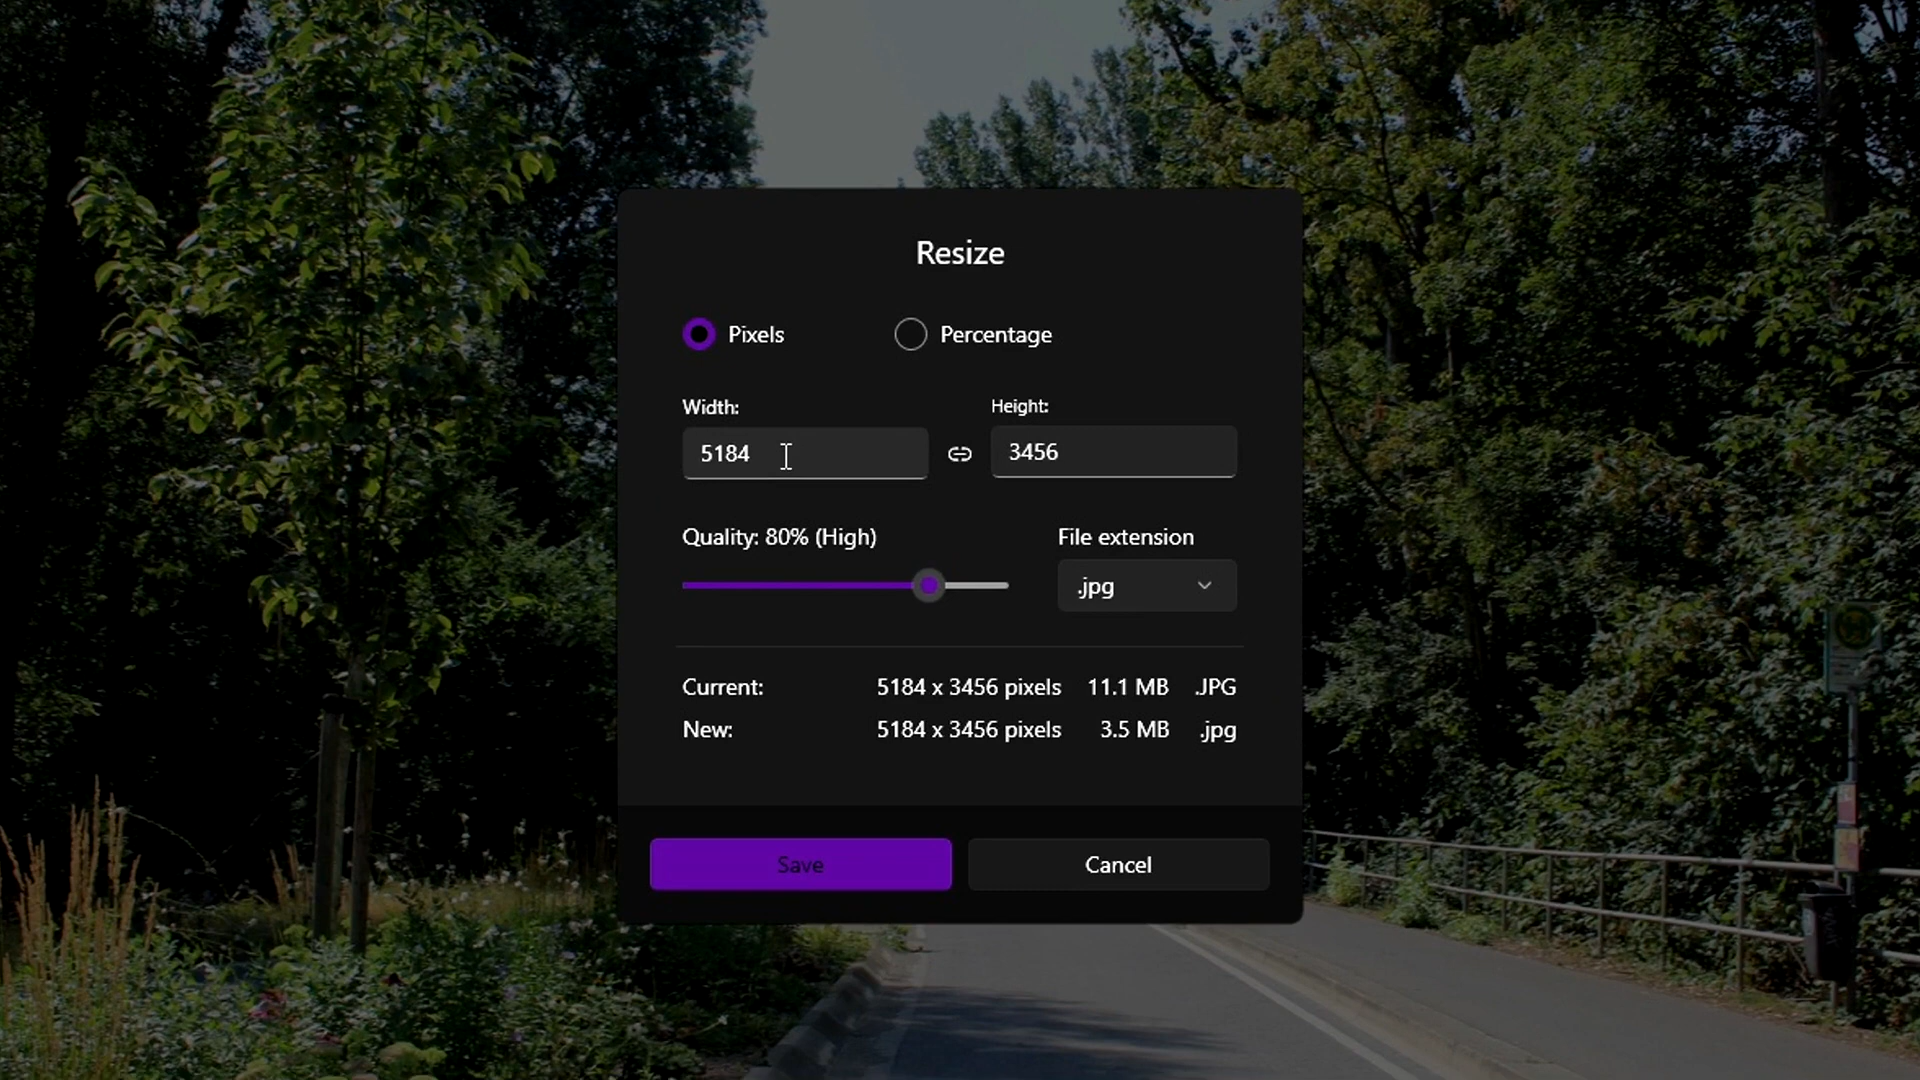 Resize
Pixels Percentage
Width: Height:
5184 3456
Quality: 80% (High) File extension
.jpg
Current: 5184 x 3456 pixels 11.1 MB .JPG
New: 5184 x 3456 pixels 3.5 MB .jpg
Save Cancel